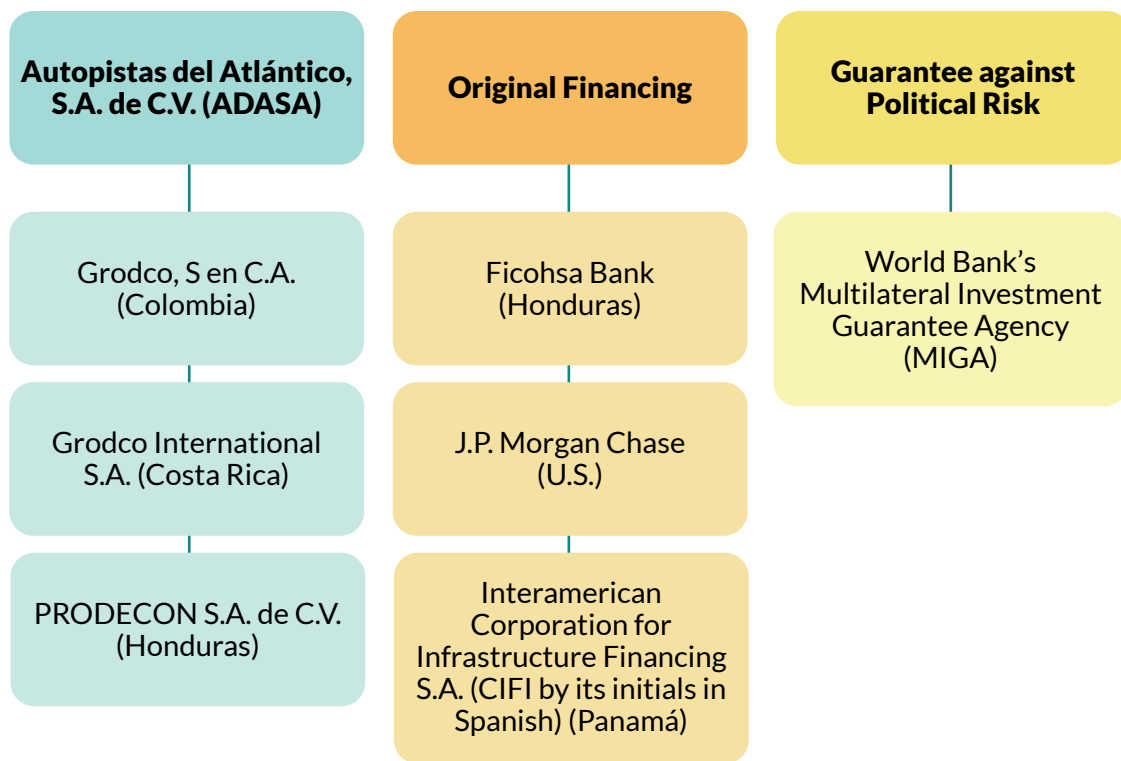 Autopistas del Atlántico,
S.A. de C.V. (ADASA)
Grodco, S en C.A.
(Colombia)
Grodco International
S.A. (Costa Rica)
PRODECON S.A. de C.V.
(Honduras)
Original Financing
Ficohsa Bank
(Honduras)
J.P. Morgan Chase
(U.S.)
Interamerican
Corporation for
Infrastructure Financing
S.A. (CIFI by its initials in
Spanish) (Panamá)
Guarantee against
Political Risk
World Bank’s
Multilateral Investment
Guarantee Agency
(MIGA)